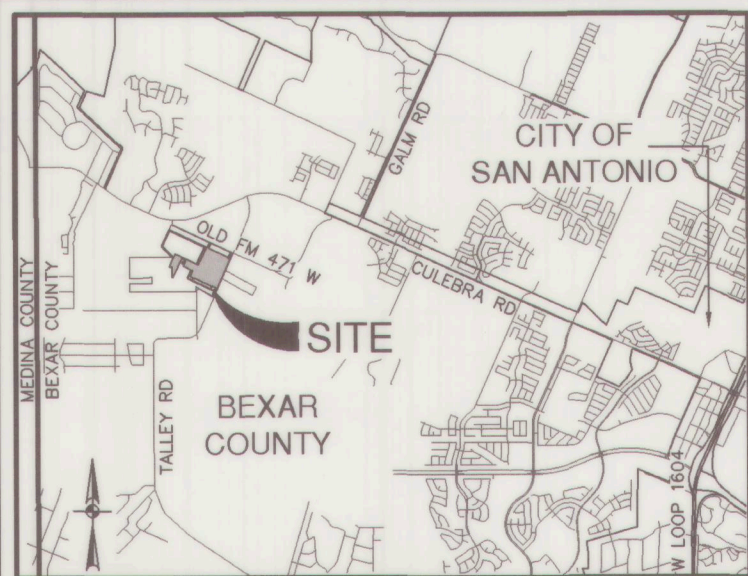 CITY OF
SAN ANTONIO
GALM RD
OLD FM 471 W
CULEBRA RD
SITE
MEDINA COUNTY
BEXAR COUNTY
TALLEY RD
BEXAR
COUNTY
W LOOP 1604